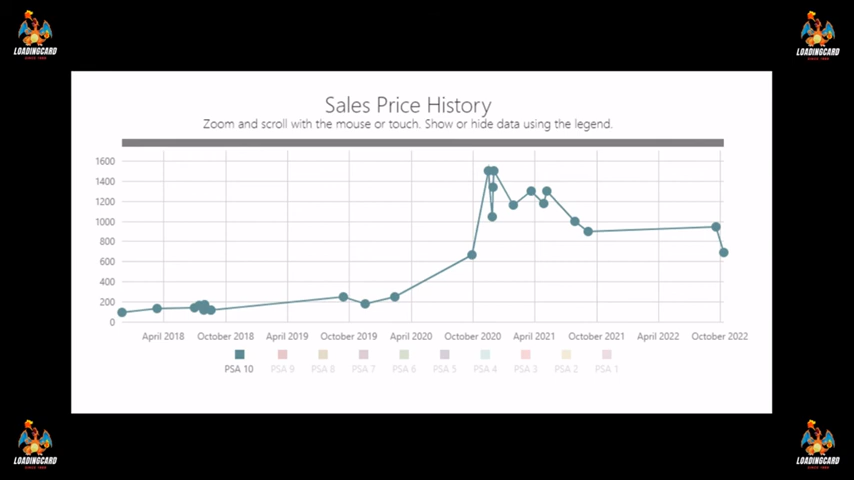 LOADINGCARD
SINCE 1999
LOADINGCARD
Sales Price History
Zoom and scroll with the mouse or touch. Show or hide data using the legend.
1600
1400
1200
1000
800
600
400
200
0
April 2018 October 2018 April 2019 October 2019 April 2020 October 2020 April 2021 October 2021 April 2022 October 2022
PSA 10 PSA 9 PSA 8 PSA 7 PSA 6 PSA 5 PSA 4 PSA 3 PSA 2 PSA 1
LOADINGCARD
LOADINGCARD